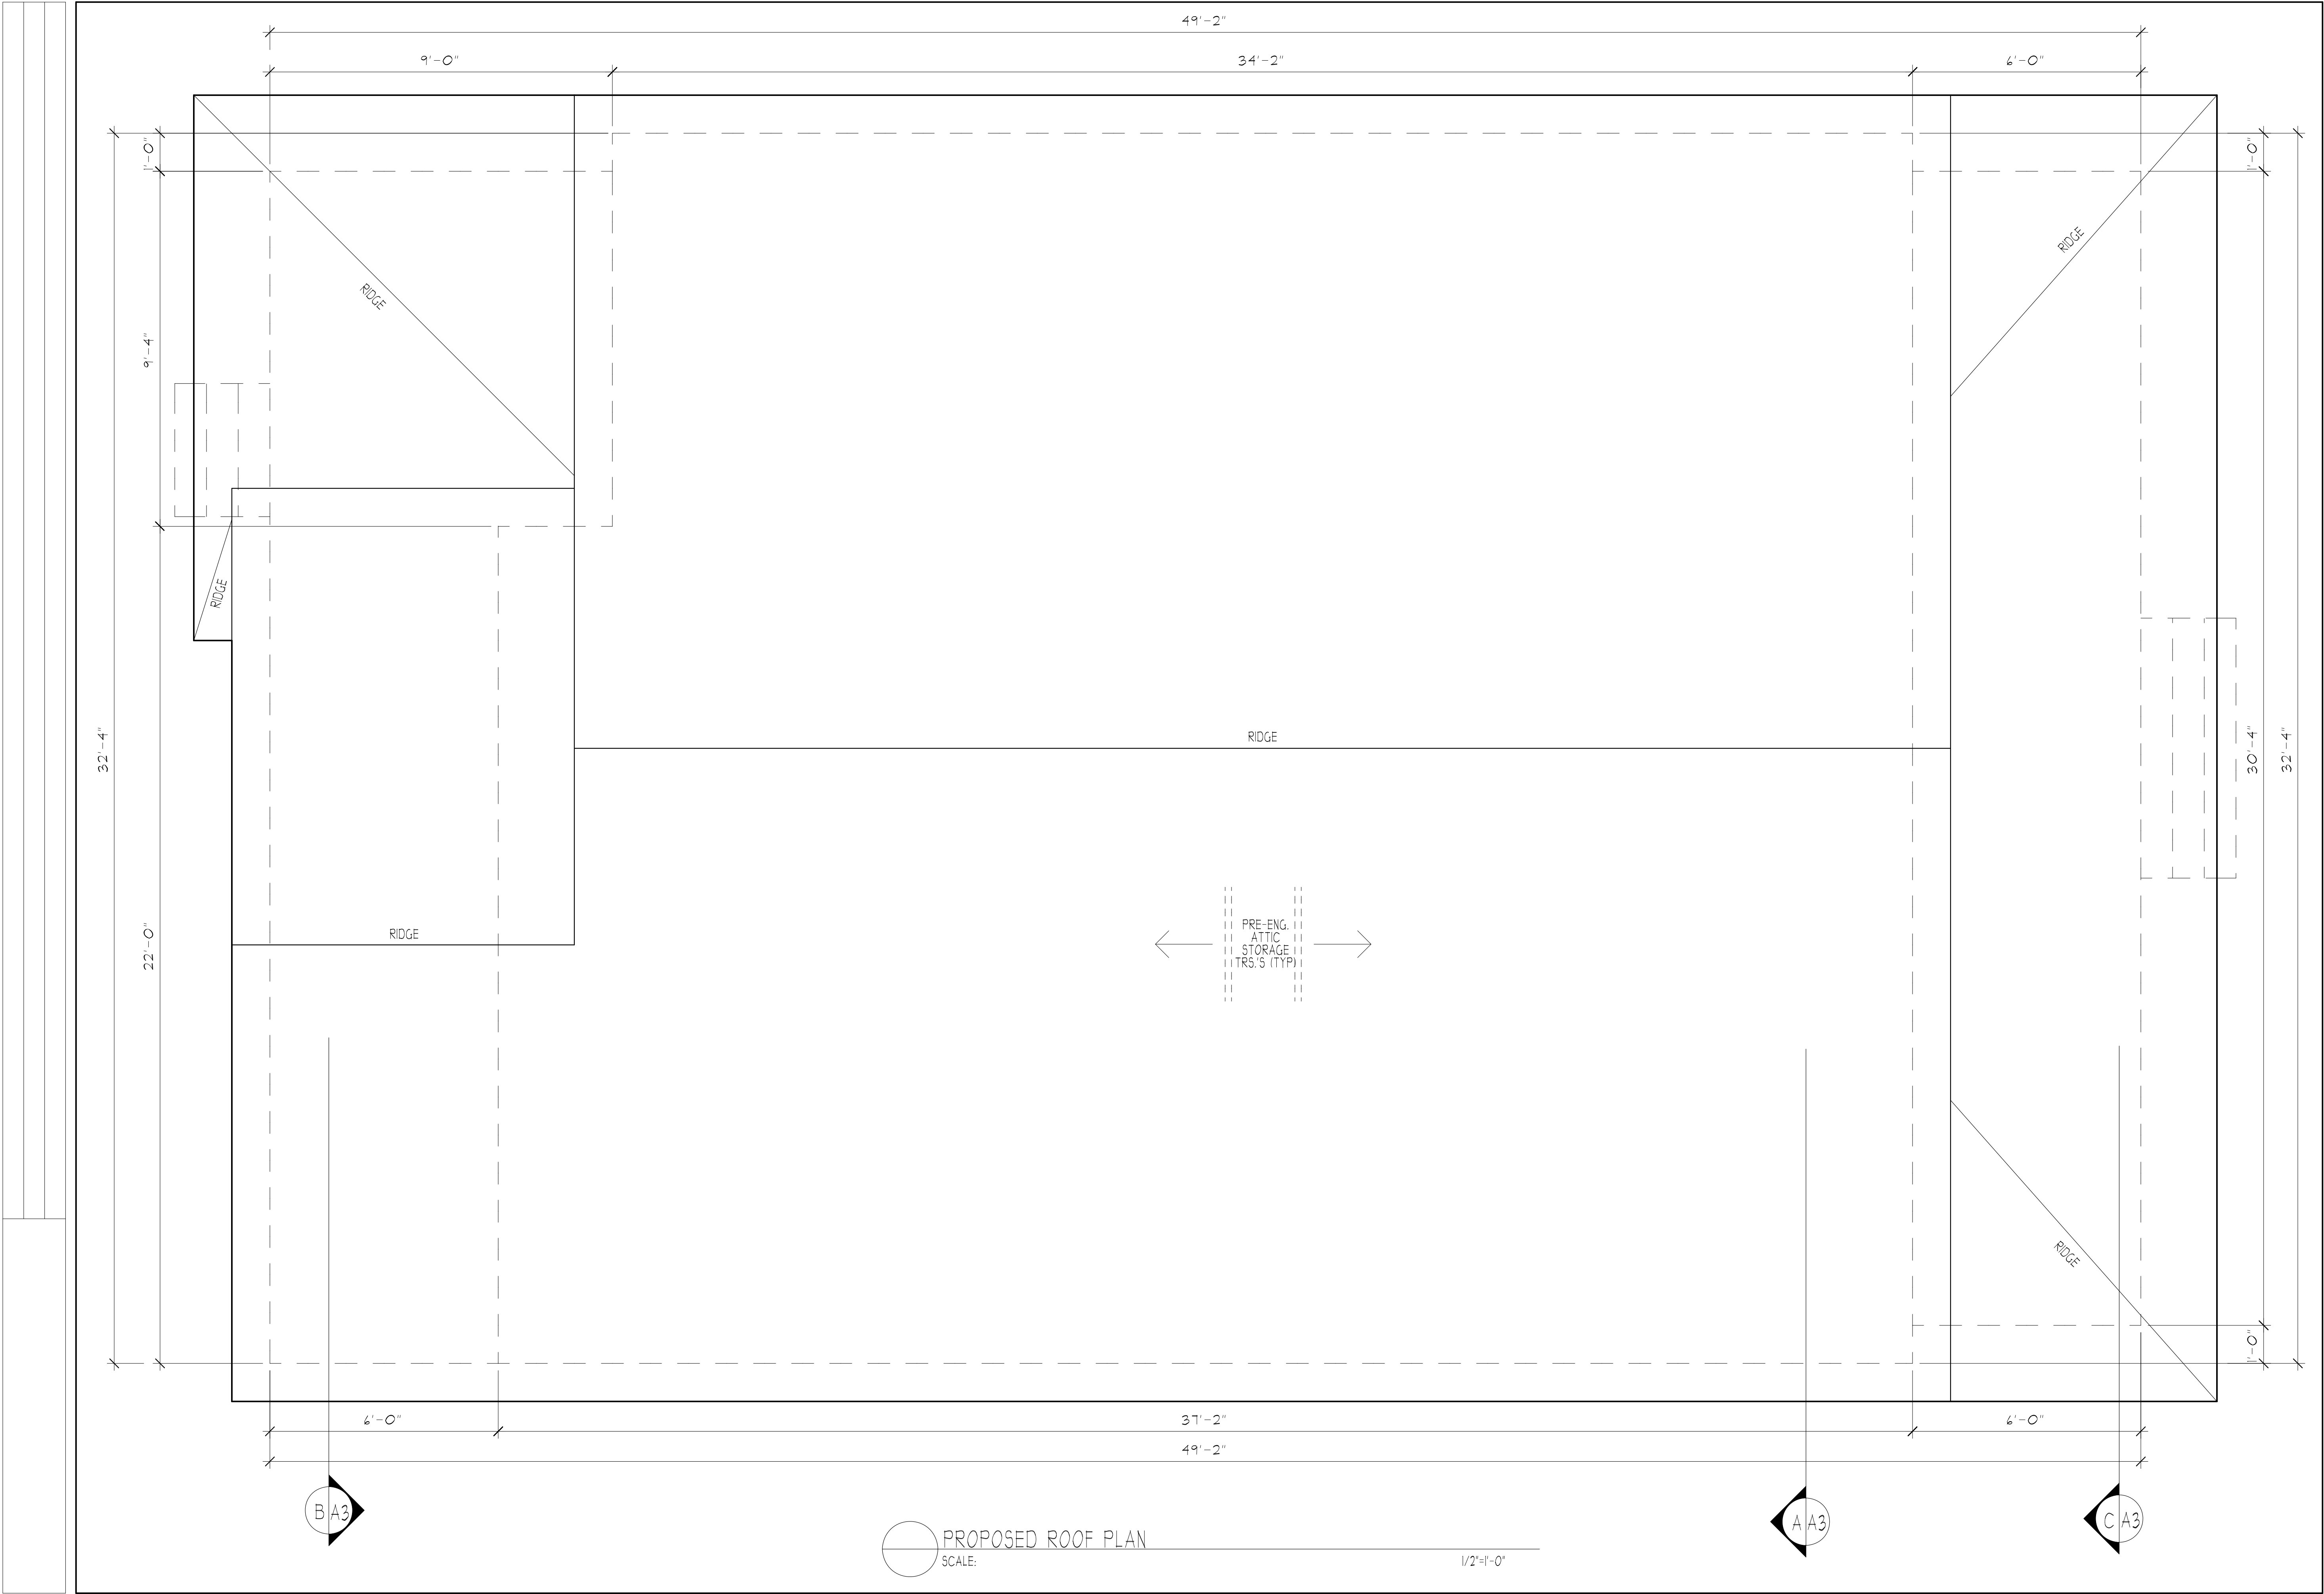 49'-2"
9'-0"
34'-2"
6'-0"
1'-0"
1'-0"
RIDGE
RIDGE
9'-4"
RIDGE
32'-4"
RIDGE
30'-4"
32'-4"
22'-0"
RIDGE
PRE-ENG.
ATTIC
STORAGE
TRS.'S (TYP)
RIDGE
1'-0"
6'-0"
37'-2"
6'-0"
49'-2"
B A3
A A3
C A3
PROPOSED ROOF PLAN
SCALE: 1/2"=1'-0"